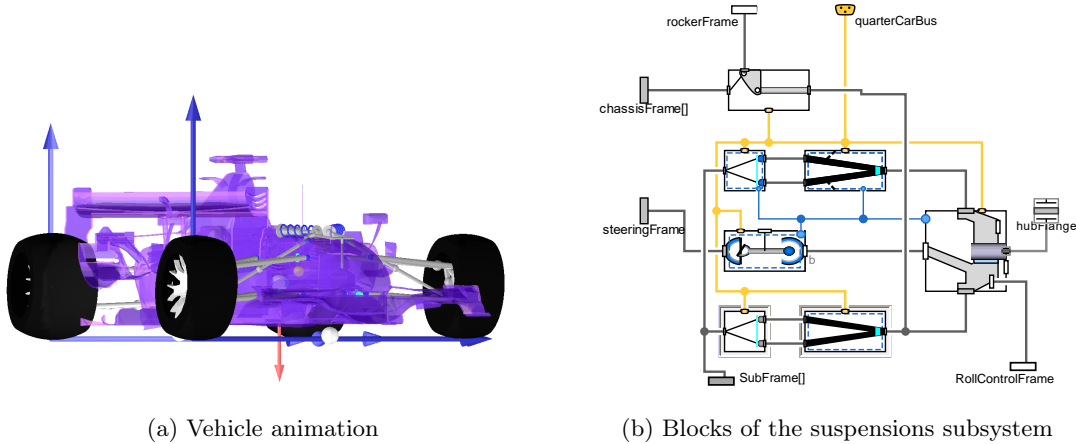 rockerFrame
quarterCarBus
chassisFrame[]
steeringFrame
hubFlange
b
SubFrame[]
RollControlFrame
(a) Vehicle animation
(b) Blocks of the suspensions subsystem